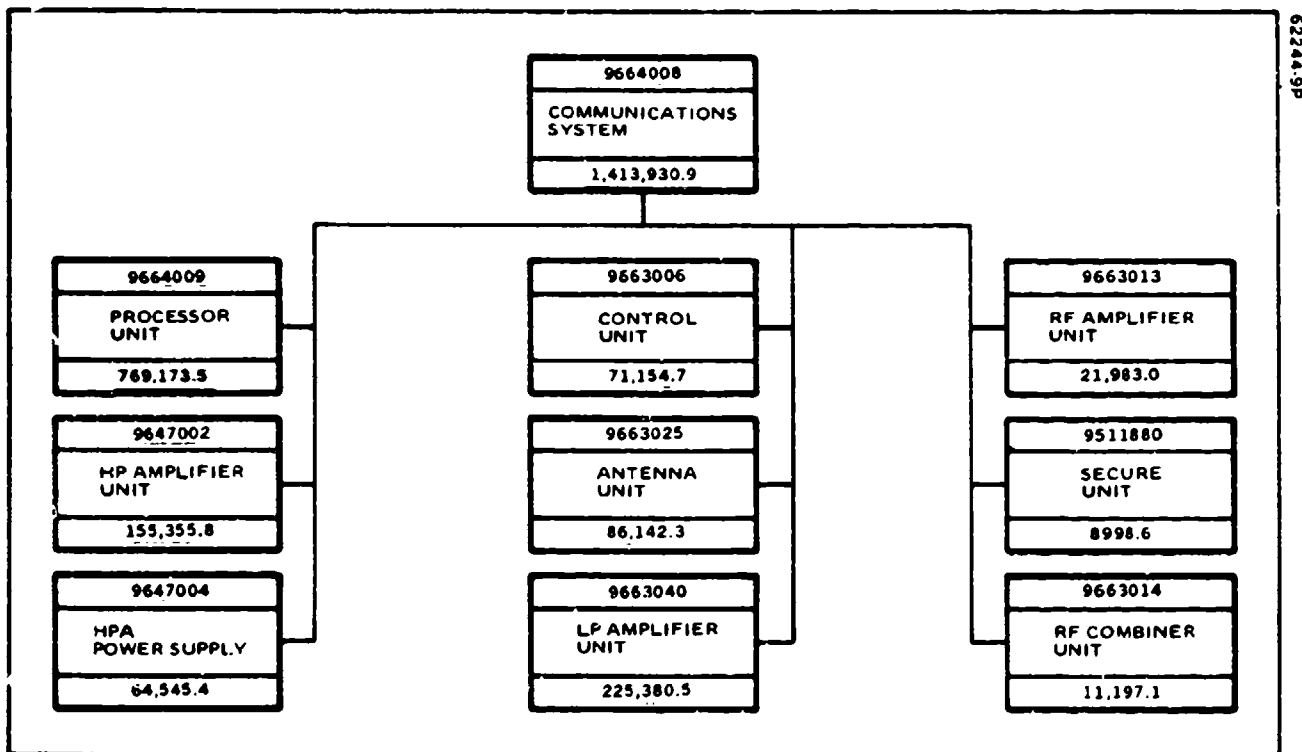 62244-9P
9664008
COMMUNICATIONS
SYSTEM
1,413,930.9
9664009
PROCESSOR
UNIT
769,173.5
9647002
HP AMPLIFIER
UNIT
155,355.8
9647004
HPA
POWER SUPPLY
64,545.4
9663006
CONTROL
UNIT
71,154.7
9663025
ANTENNA
UNIT
86,142.3
9663040
LP AMPLIFIER
UNIT
225,380.5
9663013
RF AMPLIFIER
UNIT
21,983.0
9511880
SECURE
UNIT
8998.6
9663014
RF COMBINER
UNIT
11,197.1